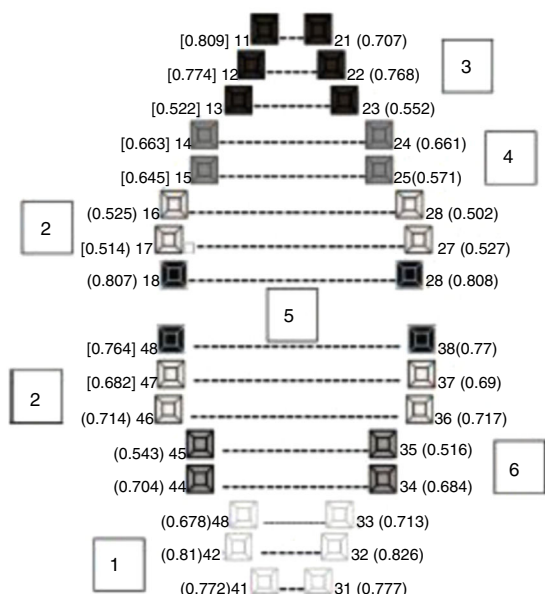 [0.809] 11 21 (0.707)
[0.774] 12 22 (0.768)
3
[0.522] 13 23 (0.552)
[0.663] 14 24 (0.661)
4
[0.645] 15 25(0.571)
(0.525) 16 28 (0.502)
2
[0.514] 17 27 (0.527)
(0.807) 18 28 (0.808)
5
[0.764] 48 38(0.77)
[0.682] 47 37 (0.69)
2
(0.714) 46 36 (0.717)
(0.543) 45 35 (0.516)
6
(0.704) 44 34 (0.684)
(0.678)48 33 (0.713)
(0.81)42 32 (0.826)
1
(0.772)41 31 (0.777)